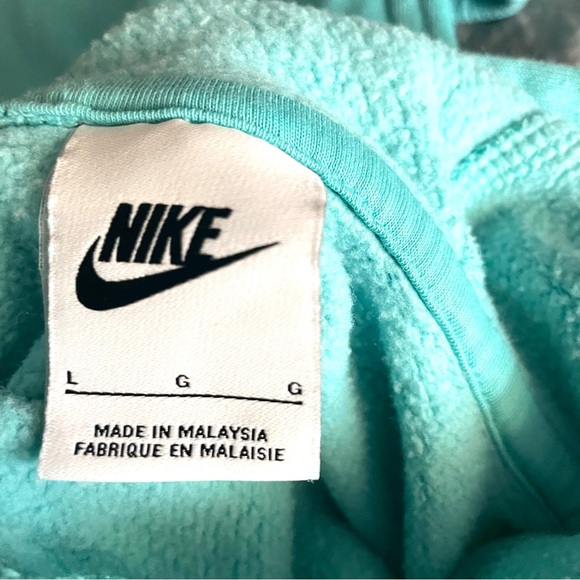 NIKE
L G G
MADE IN MALAYSIA
FABRIQUE EN MALAISIE